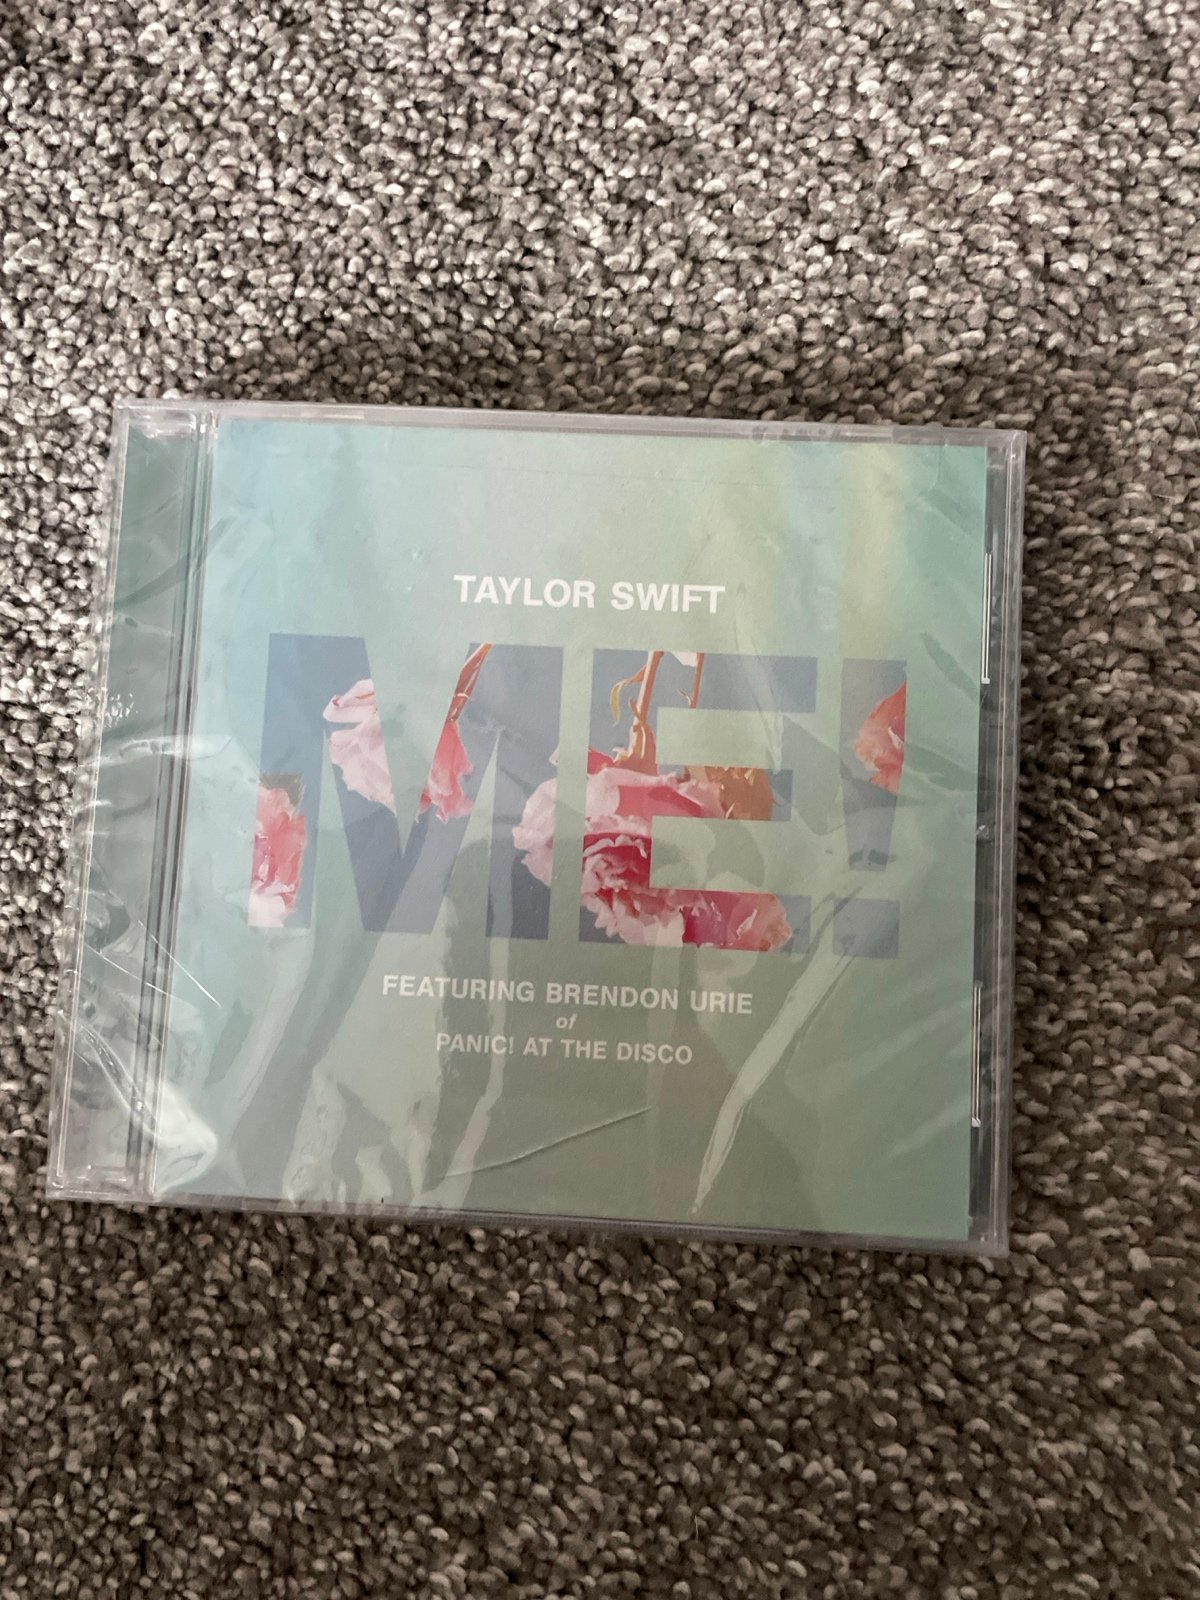 TAYLOR SWIFT
ME!
FEATURING BRENDON URIE
of
PANIC! AT THE DISCO